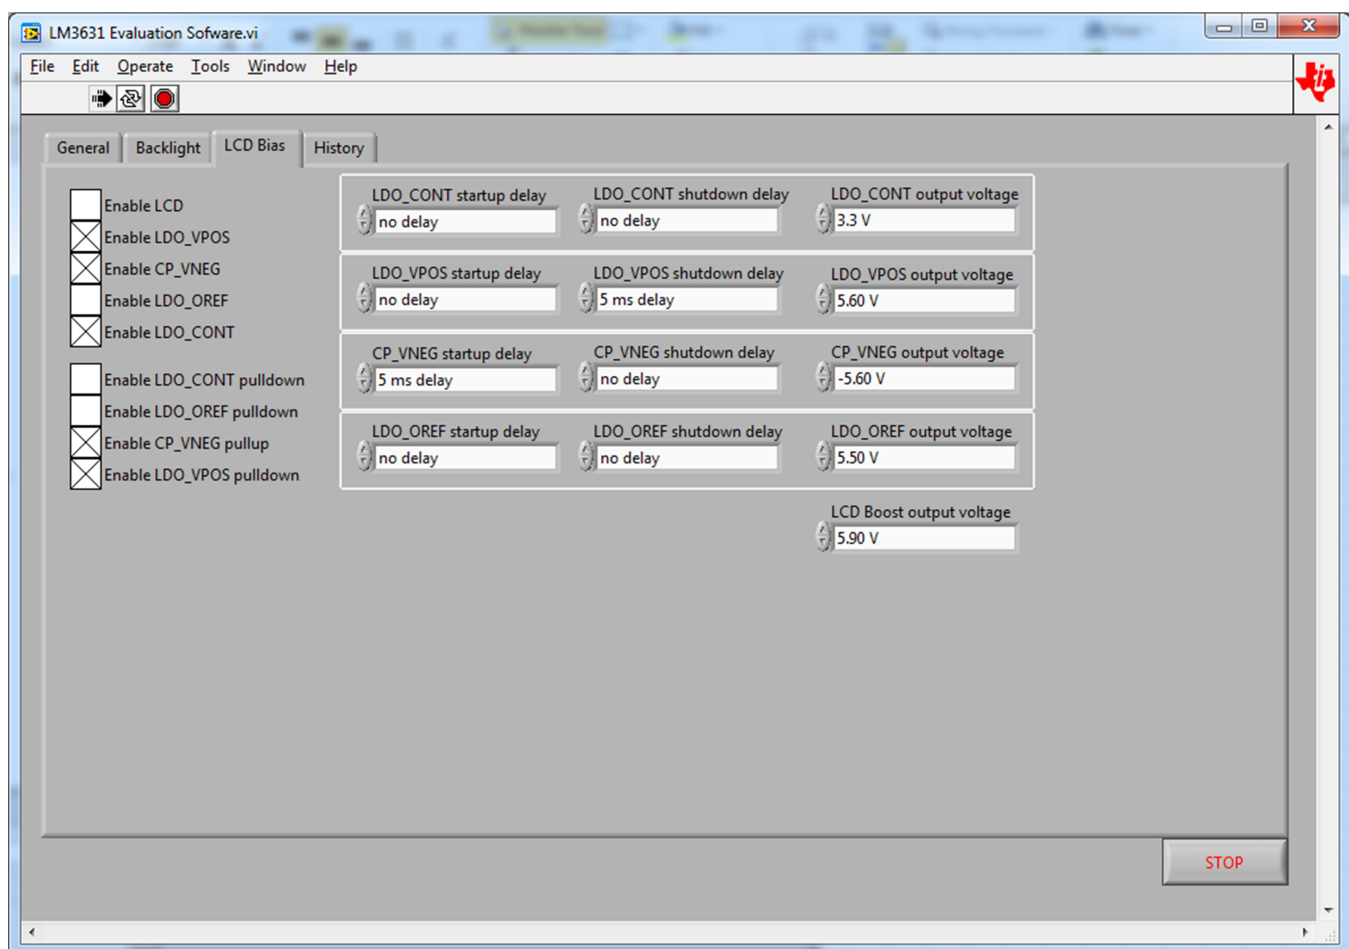 LM3631 Evaluation Sofware.vi
File Edit Operate Tools Window Help
General Backlight LCD Bias History
Enable LCD
Enable LDO_VPOS
Enable CP_VNEG
Enable LDO_OREF
Enable LDO_CONT
Enable LDO_CONT pulldown
Enable LDO_OREF pulldown
Enable CP_VNEG pullup
Enable LDO_VPOS pulldown
LDO_CONT startup delay LDO_CONT shutdown delay LDO_CONT output voltage
no delay no delay 3.3 V
LDO_VPOS startup delay LDO_VPOS shutdown delay LDO_VPOS output voltage
no delay 5 ms delay 5.60 V
CP_VNEG startup delay CP_VNEG shutdown delay CP_VNEG output voltage
5 ms delay no delay -5.60 V
LDO_OREF startup delay LDO_OREF shutdown delay LDO_OREF output voltage
no delay no delay 5.50 V
LCD Boost output voltage
5.90 V
STOP